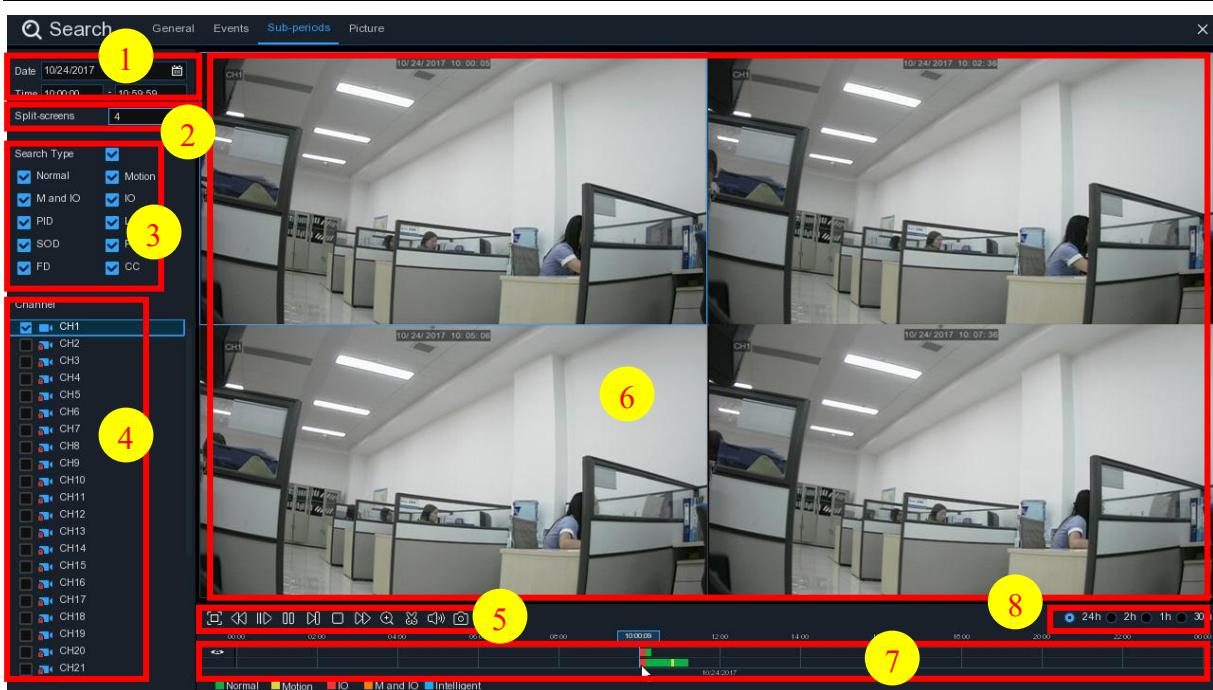 Search General Events Sub-periods Picture
1
Date 10/24/2017
Time 10:00:00 - 10:59:59
Split-screens 4
2
Search Type
Normal Motion
M and IO IO
PID
SOD
3
FD CC
Channel
CH1
CH2
CH3
CH4
CH5
CH6
CH7
CH8
CH9
CH10
CH11
CH12
CH13
CH14
CH15
CH16
CH17
CH18
CH19
CH20
CH21
4
10/24/2017 10:00:05
CH1
10/24/2017 10:02:36
CH1
10/24/2017 10:05:06
CH1
10/24/2017 10:07:36
CH1
6
5
8
24h 2h 1h
00:00 02:00 04:00 08:00 10:00:09 12:00 14:00 18:00 20:00 22:00 00:00
7
10/24/2017
Normal Motion IO M and IO Intelligent